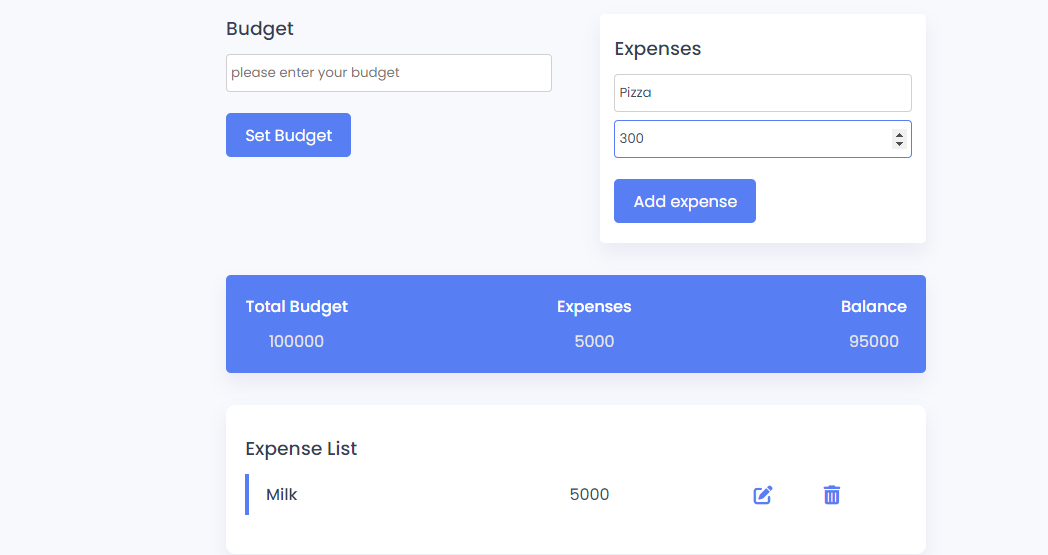 Budget
please enter your budget
Set Budget
Expenses
Pizza
300
Add expense
Total Budget Expenses Balance
100000 5000 95000
Expense List
Milk 5000